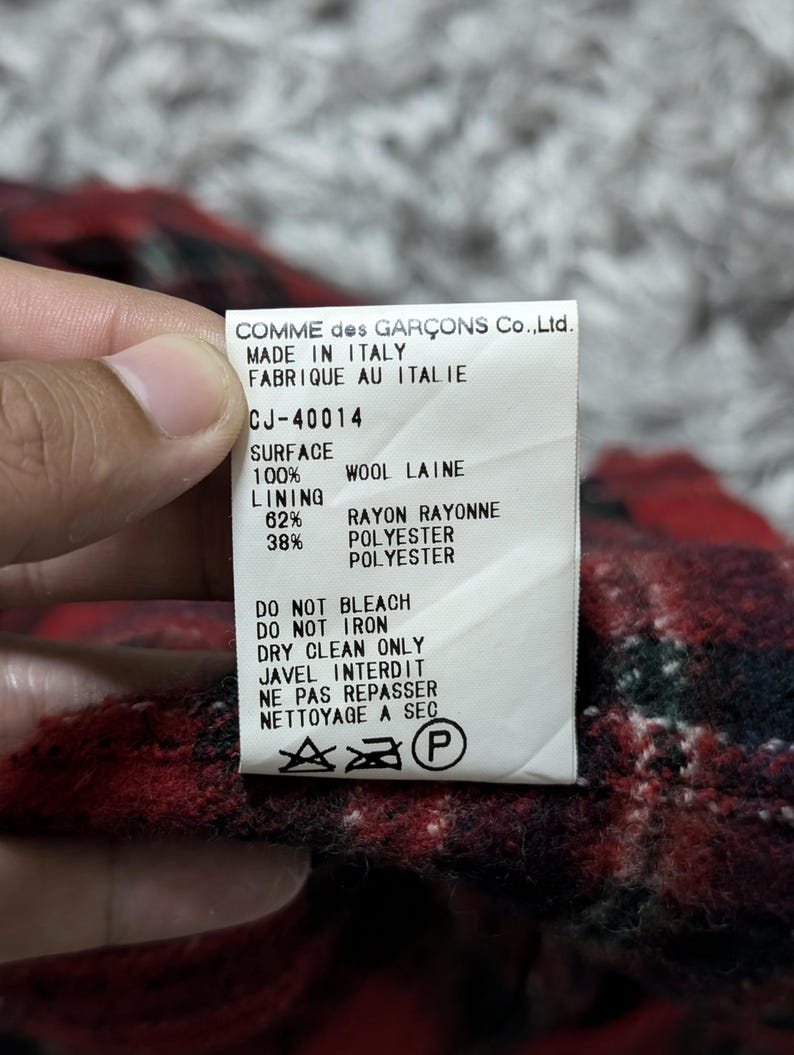 COMME des GARÇONS Co.,Ltd.
MADE IN ITALY
FABRIQUE AU ITALIE
CJ-40014
SURFACE
100% WOOL LAINE
LINING
62% RAYON RAYONNE
38% POLYESTER
POLYESTER
DO NOT BLEACH
DO NOT IRON
DRY CLEAN ONLY
JAVEL INTERDIT
NE PAS REPASSER
NETTOYAGE A SEC
P